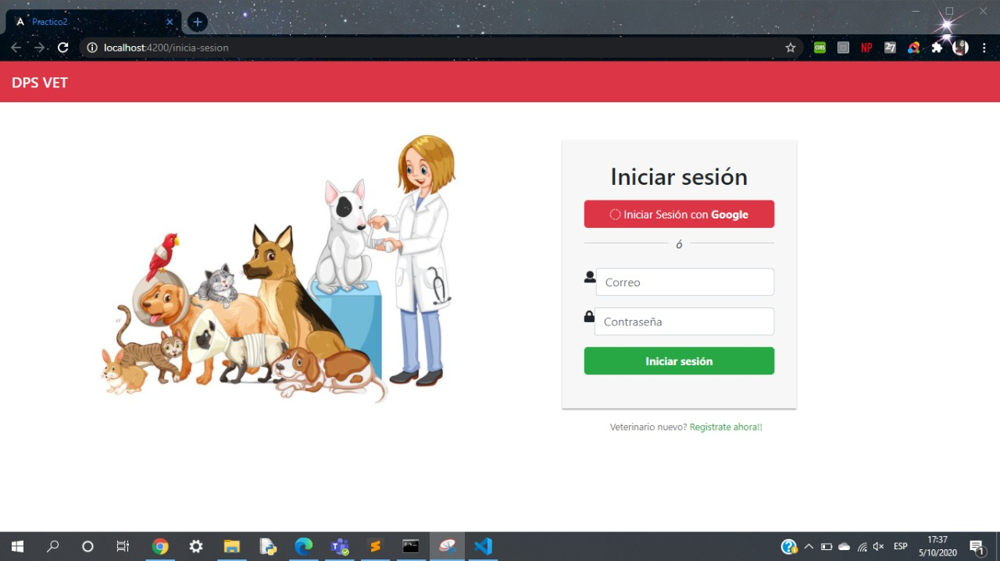 Practico2
localhost:4200/inicia-sesion
CORS
NP
27
DPS VET
Iniciar sesión
Iniciar Sesión con Google
ó
Correo
Contraseña
Iniciar sesión
Veterinario nuevo? Registrate ahora!!
ESP
17:37
5/10/2020
1